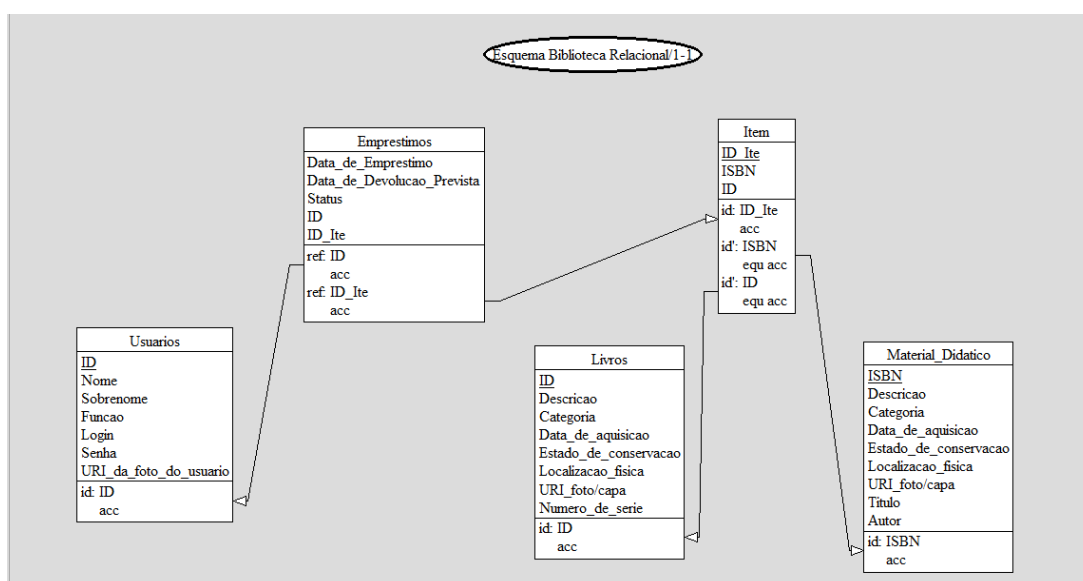 Esquema Biblioteca Relacional/1-1
Emprestimos
Data_de_Emprestimo
Data_de_Devolucao_Prevista
Status
ID
ID_Ite
ref: ID
acc
ref: ID_Ite
acc
Item
ID_Ite
ISBN
ID
id: ID_Ite
acc
id': ISBN
equ acc
id': ID
equ acc
Usuarios
ID
Nome
Sobrenome
Funcao
Login
Senha
URI_da_foto_do_usuario
id: ID
acc
Livros
ID
Descricao
Categoria
Data_de_aquisicao
Estado_de_conservacao
Localizacao_fisica
URI_foto/capa
Numero_de_serie
id: ID
acc
Material_Didatico
ISBN
Descricao
Categoria
Data_de_aquisicao
Estado_de_conservacao
Localizacao_fisica
URI_foto/capa
Titulo
Autor
id: ISBN
acc